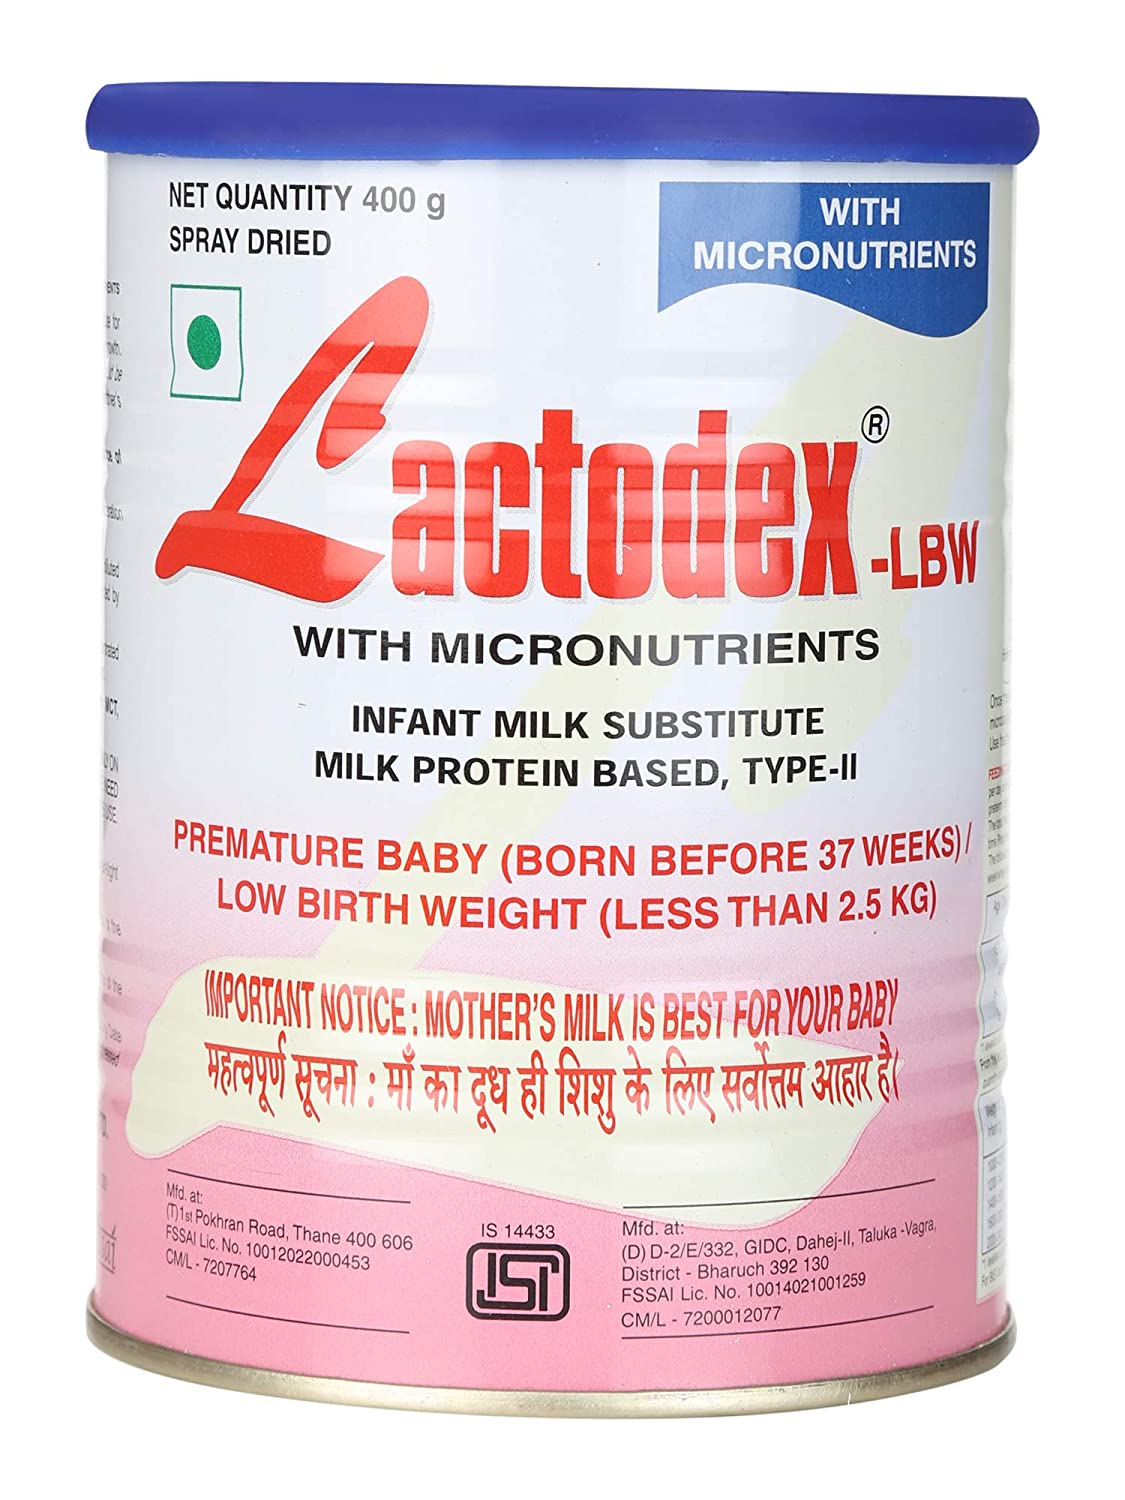 NET QUANTITY 400 g
SPRAY DRIED
WITH
MICRONUTRIENTS
Lactodex®-LBW
WITH MICRONUTRIENTS
INFANT MILK SUBSTITUTE
MILK PROTEIN BASED, TYPE-II
PREMATURE BABY (BORN BEFORE 37 WEEKS) /
LOW BIRTH WEIGHT (LESS THAN 2.5 KG)
IMPORTANT NOTICE : MOTHER'S MILK IS BEST FOR YOUR BABY
महत्वपूर्ण सूचना : माँ का दूध ही शिशु के लिए सर्वोत्तम आहार है।
Mfd. at:
(T)1st Pokhran Road, Thane 400 606
FSSAI Lic. No. 10012022000453
CM/L - 7207764
IS 14433
ISI
Mfd. at:
(D) D-2/E/332, GIDC, Dahej-II, Taluka -Vagra,
District - Bharuch 392 130
FSSAI Lic. No. 10014021001259
CM/L - 7200012077